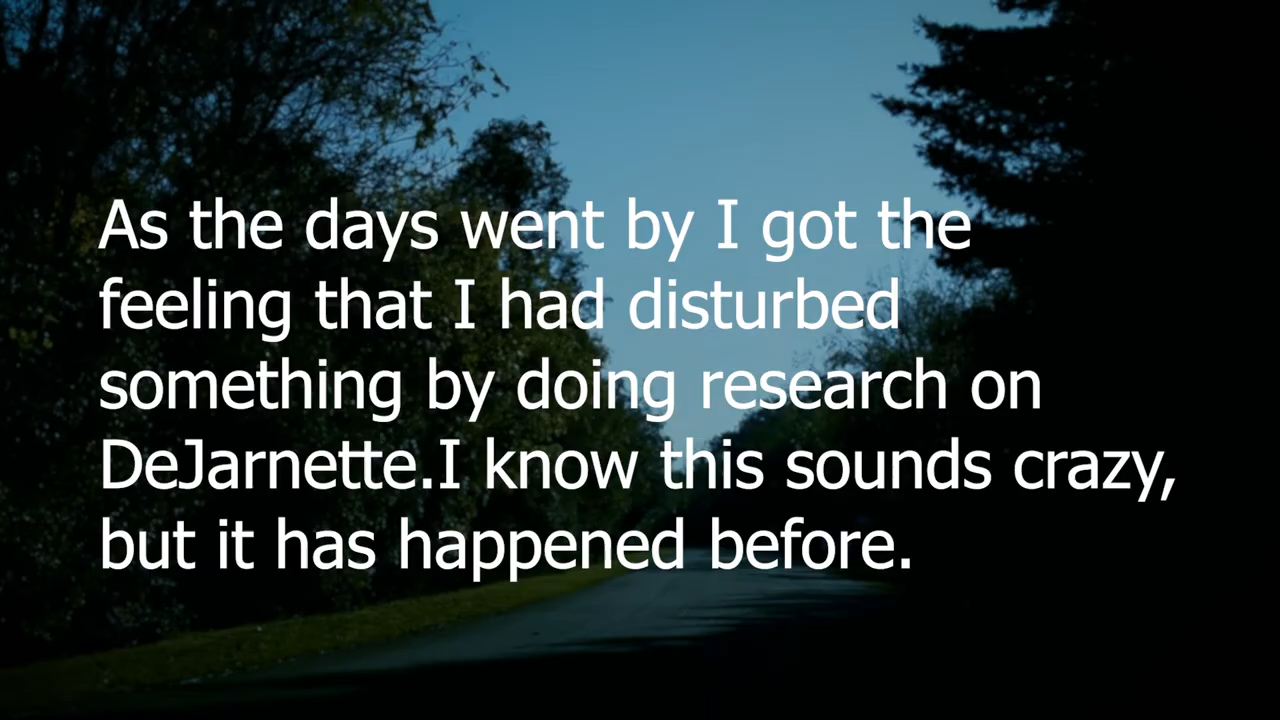 As the days went by I got the
feeling that I had disturbed
something by doing research on
DeJarnette.I know this sounds crazy,
but it has happened before.